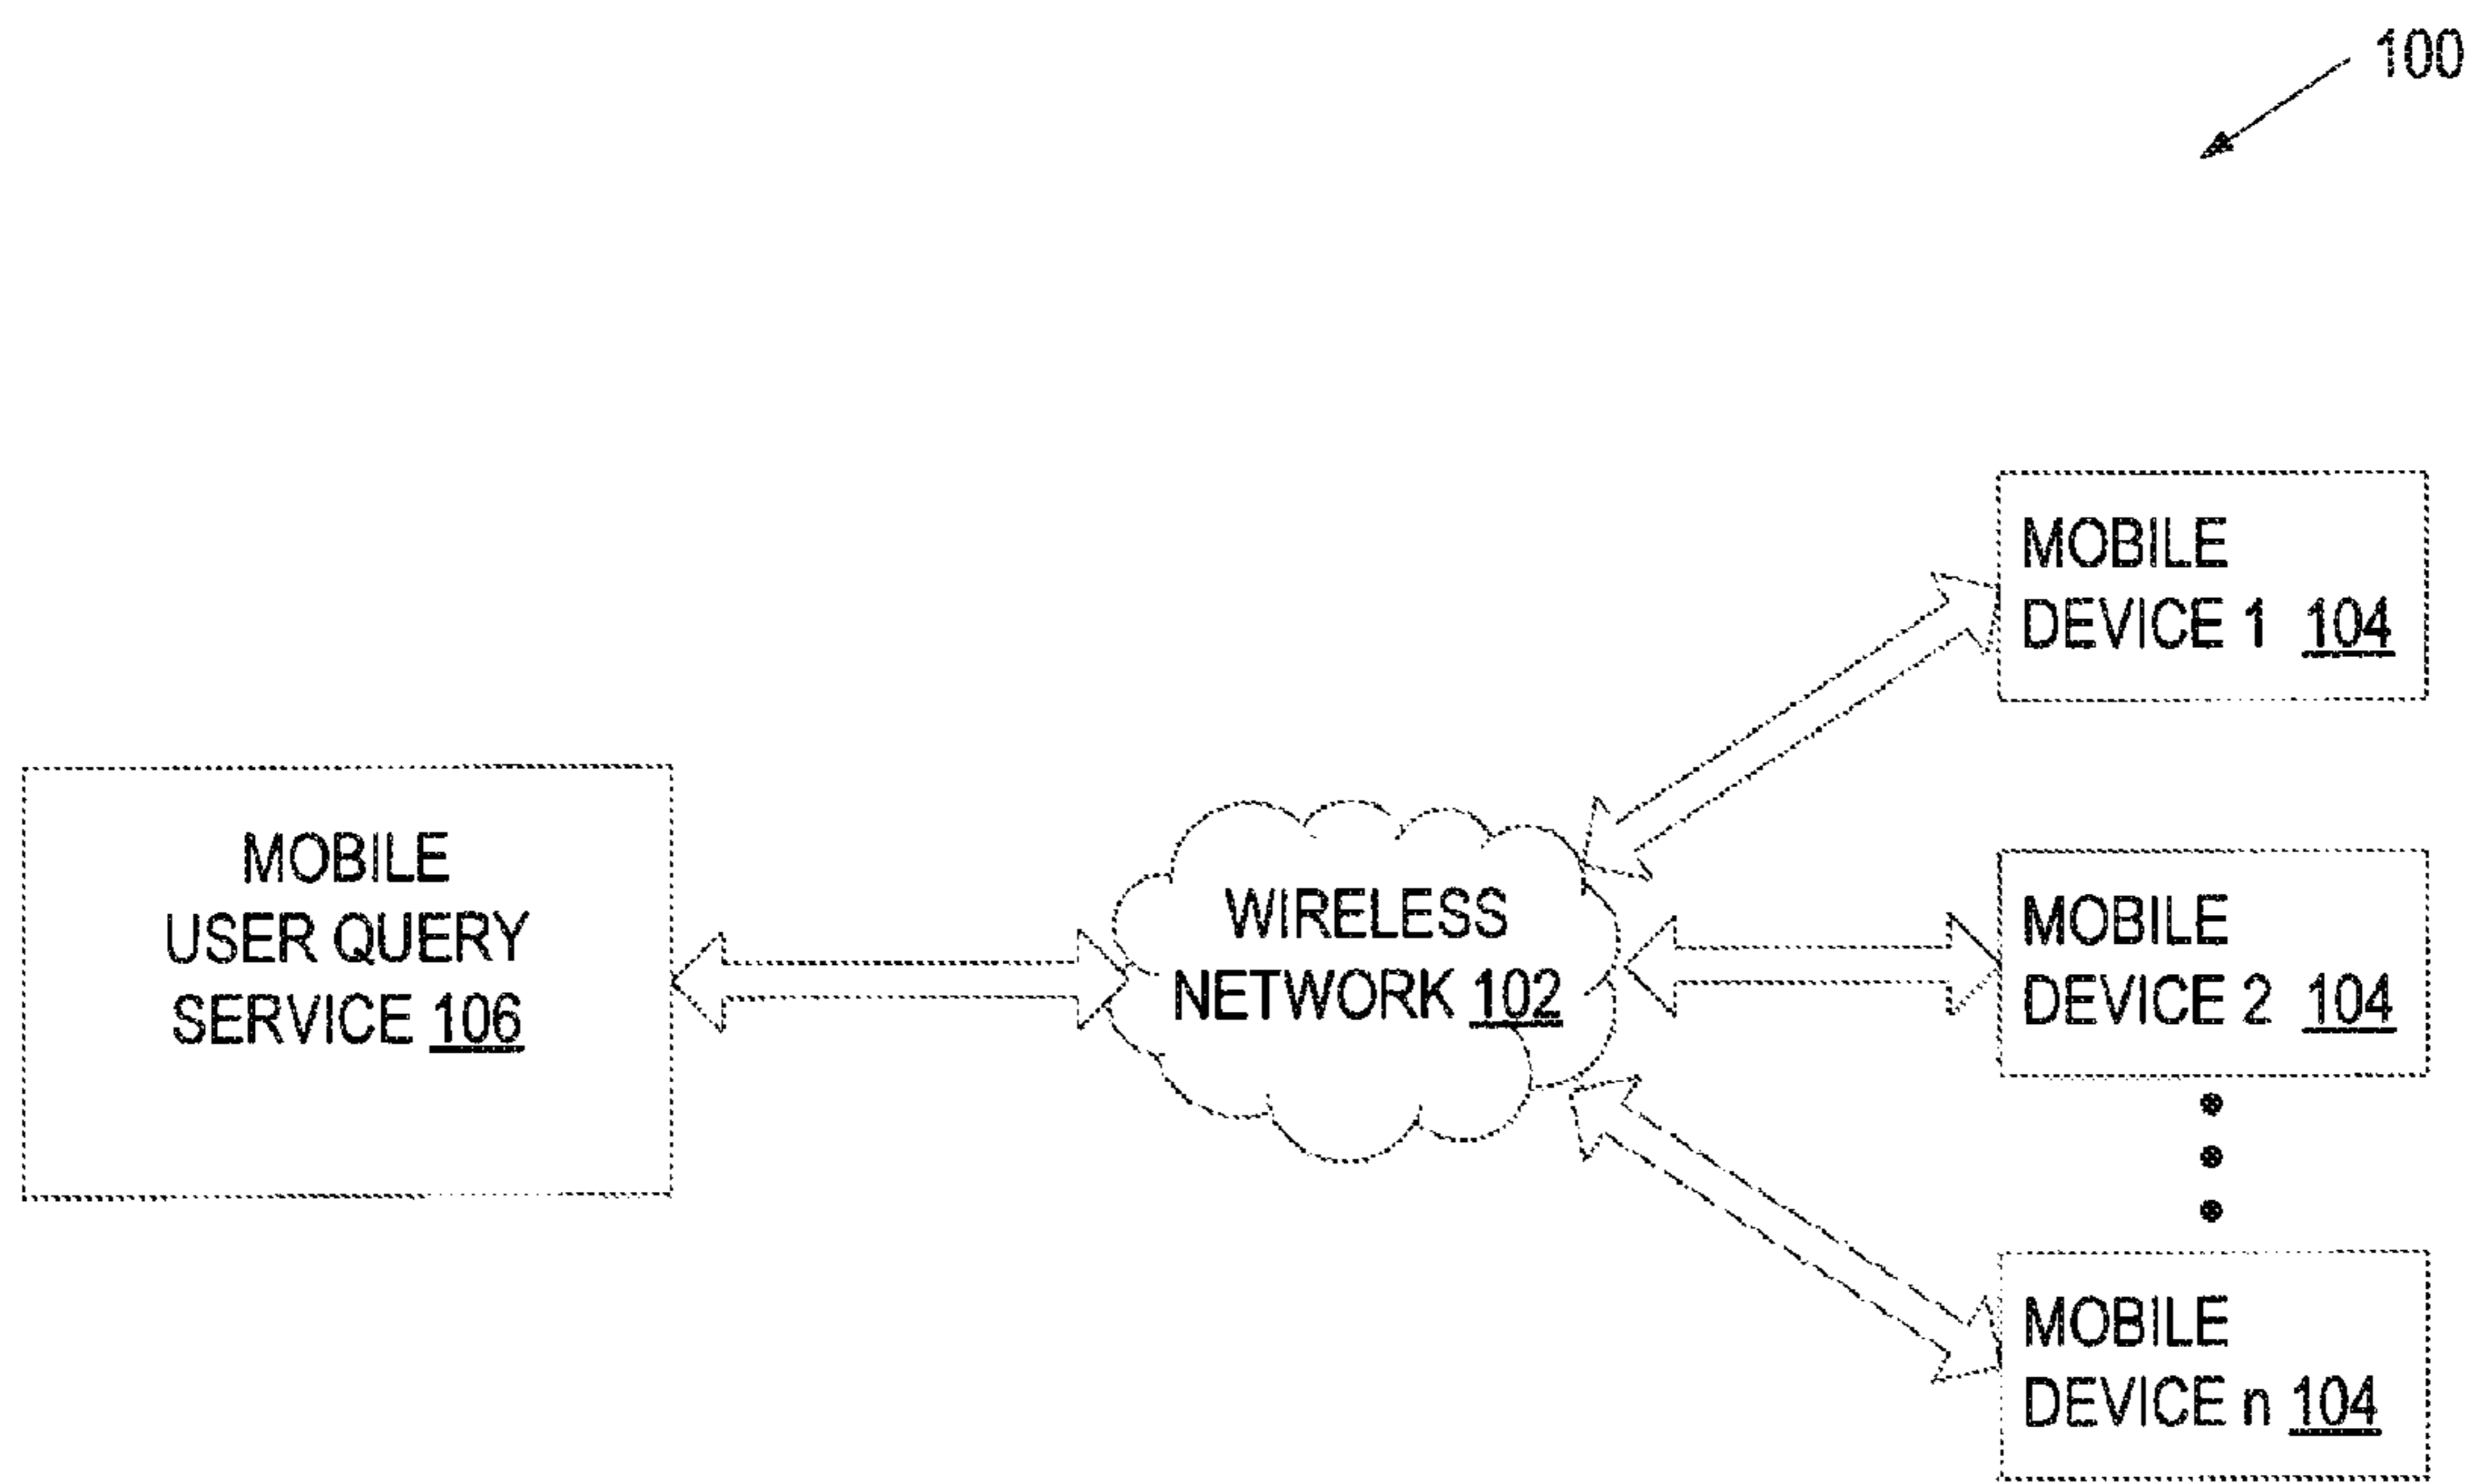 100
MOBILE
DEVICE 1 104
MOBILE
USER QUERY
SERVICE 106
WIRELESS
NETWORK 102
MOBILE
DEVICE 2 104
MOBILE
DEVICE n 104